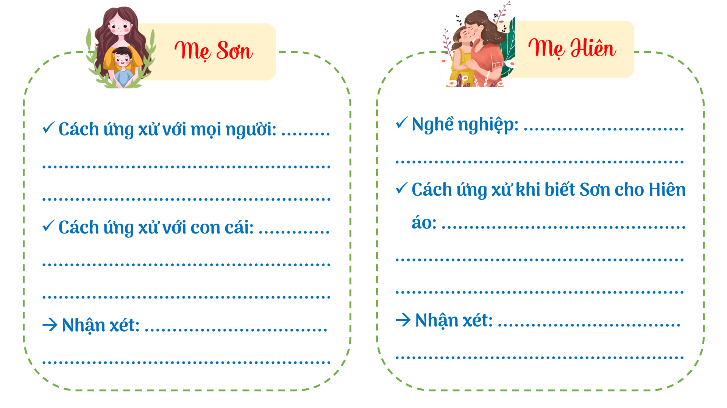 Mẹ Sơn
✓ Cách ứng xử với mọi người: .........
....................................................
....................................................
✓ Cách ứng xử với con cái: .............
....................................................
....................................................
→ Nhận xét: .................................
....................................................
Mẹ Hiên
✓ Nghề nghiệp: .............................
....................................................
✓ Cách ứng xử khi biết Sơn cho Hiên
áo: ............................................
....................................................
....................................................
→ Nhận xét: .................................
....................................................